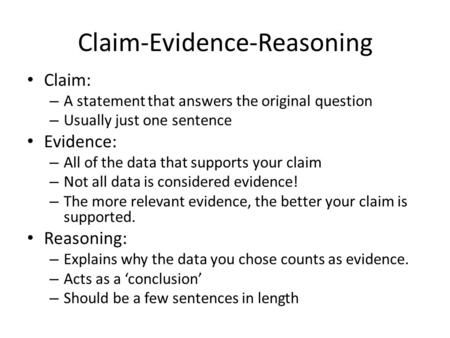 Claim-Evidence-Reasoning
• Claim:
– A statement that answers the original question
– Usually just one sentence
• Evidence:
– All of the data that supports your claim
– Not all data is considered evidence!
– The more relevant evidence, the better your claim is
supported.
• Reasoning:
– Explains why the data you chose counts as evidence.
– Acts as a ‘conclusion’
– Should be a few sentences in length